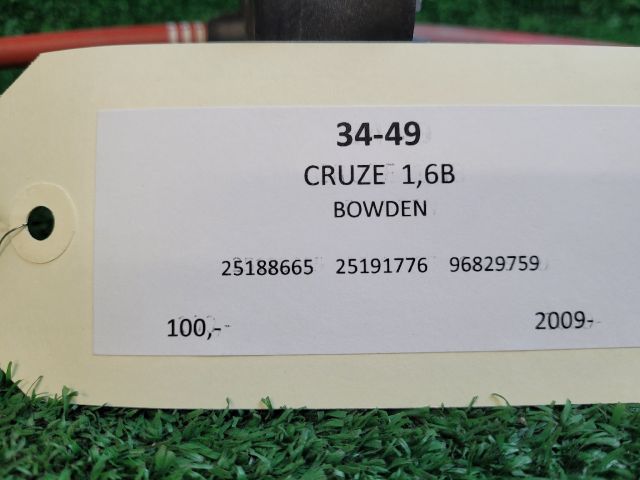 34-49
CRUZE 1,6B
BOWDEN
25188665 25191776 96829759
100,- 2009-